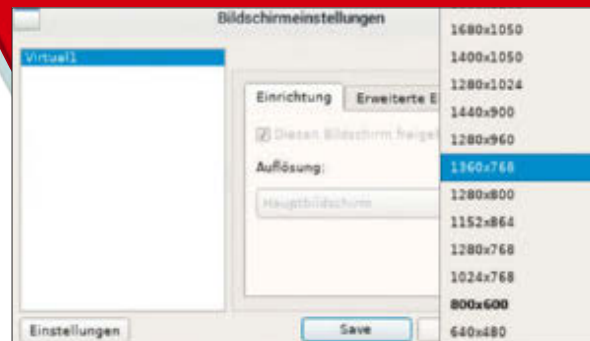 Bildschirmeinstellungen
Virtual1
Einrichtung
Erweiterte E
Diesen Bildschirm freigeb
Auflösung:
Hauptbildschirm
Einstellungen
Save
1680x1050
1400x1050
1280x1024
1440x900
1280x960
1360x768
1280x800
1152x864
1280x768
1024x768
800x600
640x480